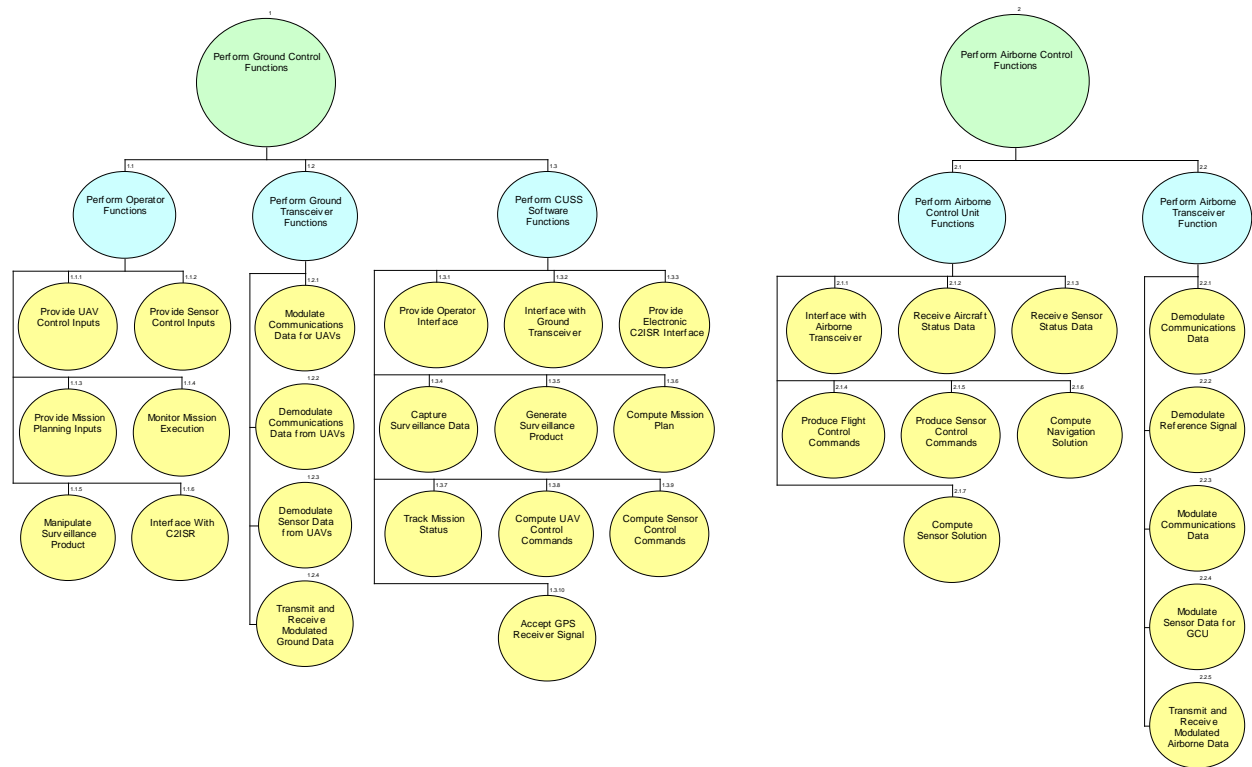 1
Perform Ground Control
Functions
2
Perform Airborne Control
Functions
1.1
Perform Operator
Functions
1.2
Perform Ground
Transceiver
Functions
1.3
Perform CUSS
Software
Functions
2.1
Perform Airborne
Control Unit
Functions
2.2
Perform Airborne
Transceiver
Function
1.1.1
Provide UAV
Control Inputs
1.1.2
Provide Sensor
Control Inputs
1.2.1
Modulate
Communications
Data for UAVs
1.3.1
Provide Operator
Interface
1.3.2
Interface with
Ground
Transceiver
1.3.3
Provide
Electronic
C2ISR Interface
2.1.1
Interface with
Airborne
Transceiver
2.1.2
Receive Aircraft
Status Data
2.1.3
Receive Sensor
Status Data
2.2.1
Demodulate
Communications
Data
1.1.3
Provide Mission
Planning Inputs
1.1.4
Monitor Mission
Execution
1.2.2
Demodulate
Communications
Data from UAVs
1.3.4
Capture
Surveillance Data
1.3.5
Generate
Surveillance
Product
1.3.6
Compute Mission
Plan
2.1.4
Produce Flight
Control
Commands
2.1.5
Produce Sensor
Control
Commands
2.1.6
Compute
Navigation
Solution
2.2.2
Demodulate
Reference Signal
1.1.5
Manipulate
Surveillance
Product
1.1.6
Interface With
C2ISR
1.2.3
Demodulate
Sensor Data
from UAVs
1.3.7
Track Mission
Status
1.3.8
Compute UAV
Control
Commands
1.3.9
Compute Sensor
Control
Commands
2.1.7
Compute
Sensor Solution
2.2.3
Modulate
Communications
Data
1.2.4
Transmit and
Receive
Modulated
Ground Data
1.3.10
Accept GPS
Receiver Signal
2.2.4
Modulate
Sensor Data for
GCU
2.2.5
Transmit and
Receive
Modulated
Airborne Data